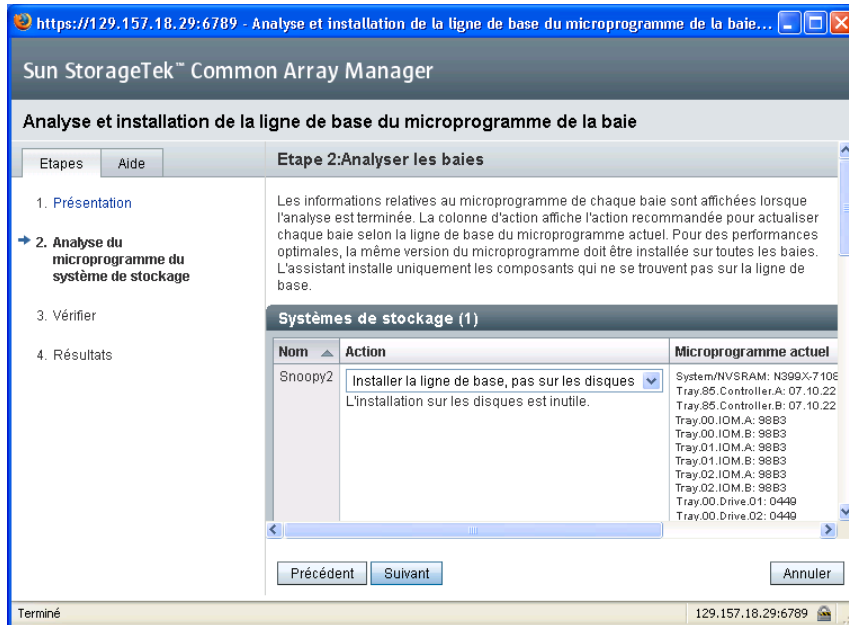 https://129.157.18.29:6789 - Analyse et installation de la ligne de base du microprogramme de la baie...
Sun StorageTek™ Common Array Manager
Analyse et installation de la ligne de base du microprogramme de la baie
Etapes
Aide
1. Présentation
2. Analyse du
microprogramme du
système de stockage
3. Vérifier
4. Résultats
Etape 2:Analyser les baies
Les informations relatives au microprogramme de chaque baie sont affichées lorsque
l'analyse est terminée. La colonne d'action affiche l'action recommandée pour actualiser
chaque baie selon la ligne de base du microprogramme actuel. Pour des performances
optimales, la même version du microprogramme doit être installée sur toutes les baies.
L'assistant installe uniquement les composants qui ne se trouvent pas sur la ligne de
base.
Systèmes de stockage (1)
Nom Action Microprogramme actuel
Snoopy2
Installer la ligne de base, pas sur les disques
L'installation sur les disques est inutile.
System/NVSRAM: N399X-7108
Tray.85.Controller.A: 07.10.22
Tray.85.Controller.B: 07.10.22
Tray.00.IOM.A: 98B3
Tray.00.IOM.B: 98B3
Tray.01.IOM.A: 98B3
Tray.01.IOM.B: 98B3
Tray.02.IOM.A: 98B3
Tray.02.IOM.B: 98B3
Tray.00.Drive.01: 0449
Tray.00.Drive.02: 0449
Précédent
Suivant
Annuler
Terminé
129.157.18.29:6789